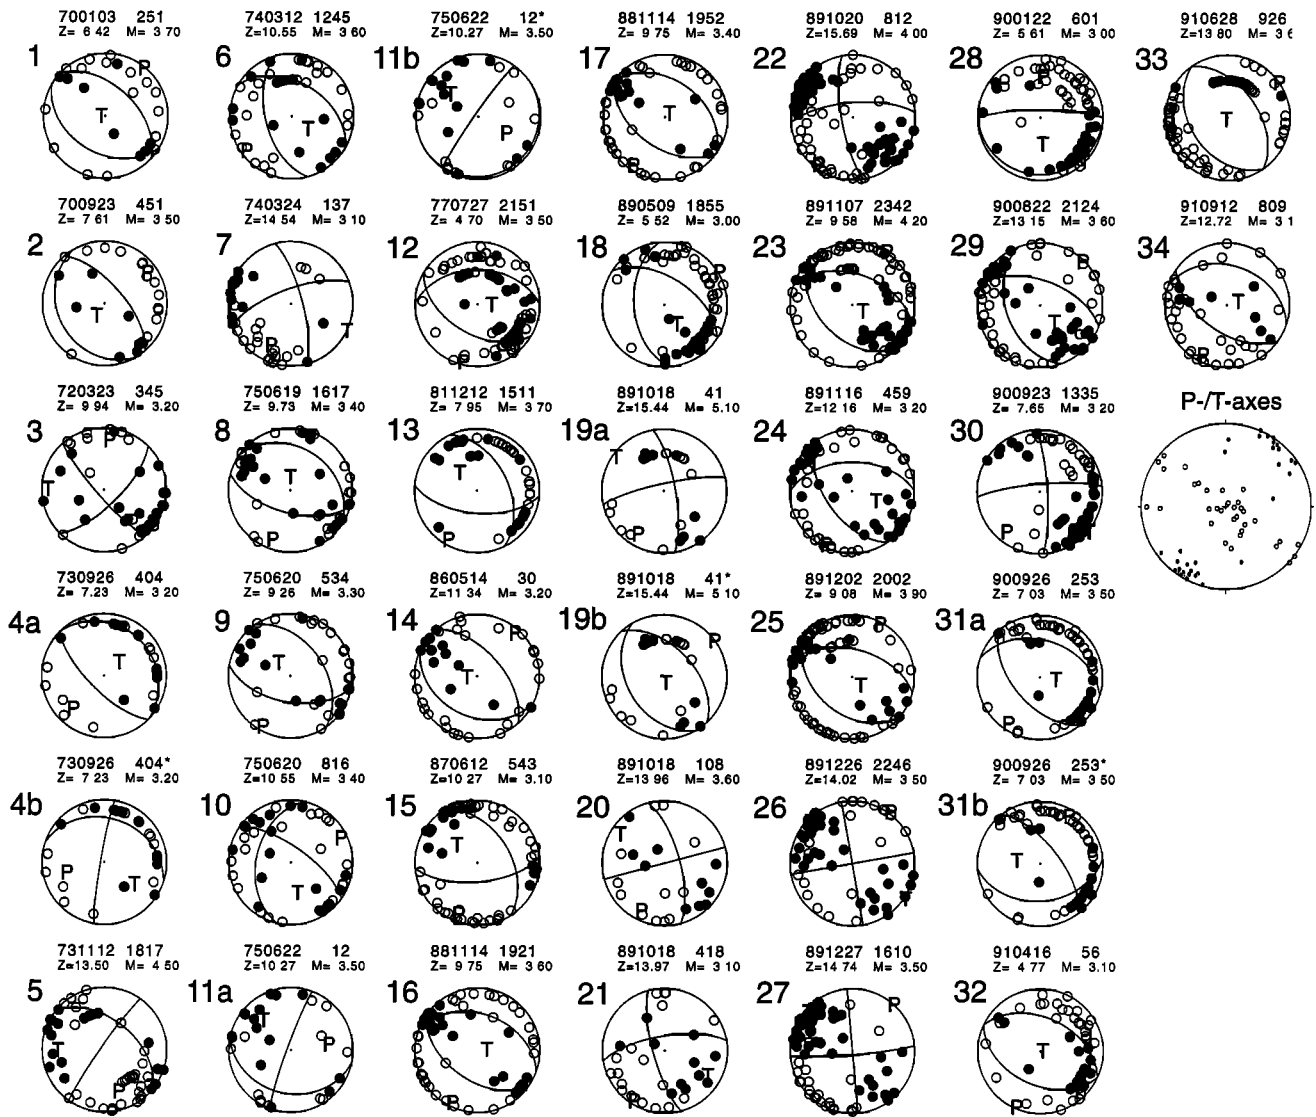 700103 251
Z= 6 42 M= 3 70
1
P
T
700923 451
Z= 7 61 M= 3 50
2
P
T
720323 345
Z= 9 94 M= 3.20
3
P
T
730926 404
Z= 7.23 M= 3 20
4a
T
P
730926 404*
Z= 7 23 M= 3.20
4b
P
T
731112 1817
Z=13.50 M= 4 50
5
T
P
740312 1245
Z=10.55 M= 3 60
6
T
P
740324 137
Z=14 54 M= 3 10
7
T
P
750619 1617
Z= 9.73 M= 3 40
8
T
P
750620 534
Z= 9 26 M= 3.30
9
T
P
750620 816
Z=10 55 M= 3 40
10
P
T
750622 12
Z=10 27 M= 3.50
11a
T
P
750622 12*
Z=10.27 M= 3.50
11b
T
P
770727 2151
Z= 4 70 M= 3 50
12
T
P
811212 1511
Z= 7 95 M= 3 70
13
T
P
860514 30
Z=11 34 M= 3.20
14
P
T
870612 543
Z=10 27 M= 3.10
15
T
P
881114 1921
Z= 9 75 M= 3 60
16
T
P
881114 1952
Z= 9 75 M= 3.40
17
T
P
890509 1855
Z= 5 52 M= 3.00
18
P
T
891018 41
Z=15.44 M= 5.10
19a
T
P
891018 41*
Z=15.44 M= 5 10
19b
P
T
891018 108
Z=13 96 M= 3.60
20
T
P
891018 418
Z=13.97 M= 3 10
21
T
P
891020 812
Z=15.69 M= 4 00
22
891107 2342
Z= 9 58 M= 4 20
23
T
891116 459
Z=12 16 M= 3 20
24
T
P
891202 2002
Z= 9 08 M= 3 90
25
P
T
891226 2246
Z=14.02 M= 3 50
26
P
T
891227 1610
Z=14 74 M= 3.50
27
P
900122 601
Z= 5 61 M= 3 00
28
P
T
900822 2124
Z=13 15 M= 3 60
29
P
T
900923 1335
Z= 7.65 M= 3 20
30
P
T
900926 253
Z= 7 03 M= 3 50
31a
T
P
900926 253*
Z= 7 03 M= 3 50
31b
T
910416 56
Z= 4 77 M= 3.10
32
T
P
910628 926
Z=13 80 M= 3 6
33
P
T
910912 809
Z=12.72 M= 3 1
34
T
P
P-/T-axes